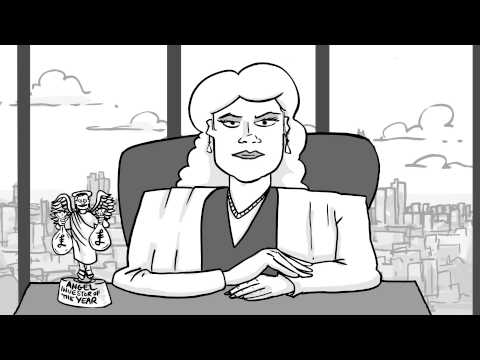 £ £
ANGEL
INVESTOR OF
THE YEAR